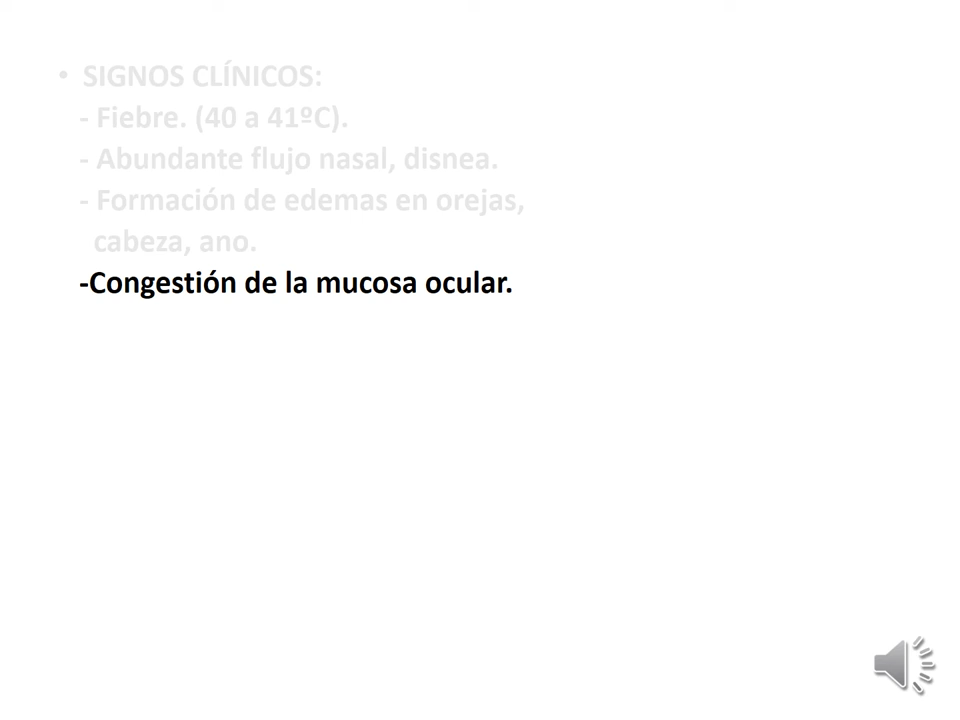 • SIGNOS CLÍNICOS:
- Fiebre. (40 a 41ºC).
- Abundante flujo nasal, disnea.
- Formación de edemas en orejas,
cabeza, ano.
-Congestión de la mucosa ocular.